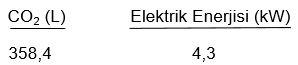 CO₂ (L) Elektrik Enerjisi (kW)
358,4 4,3